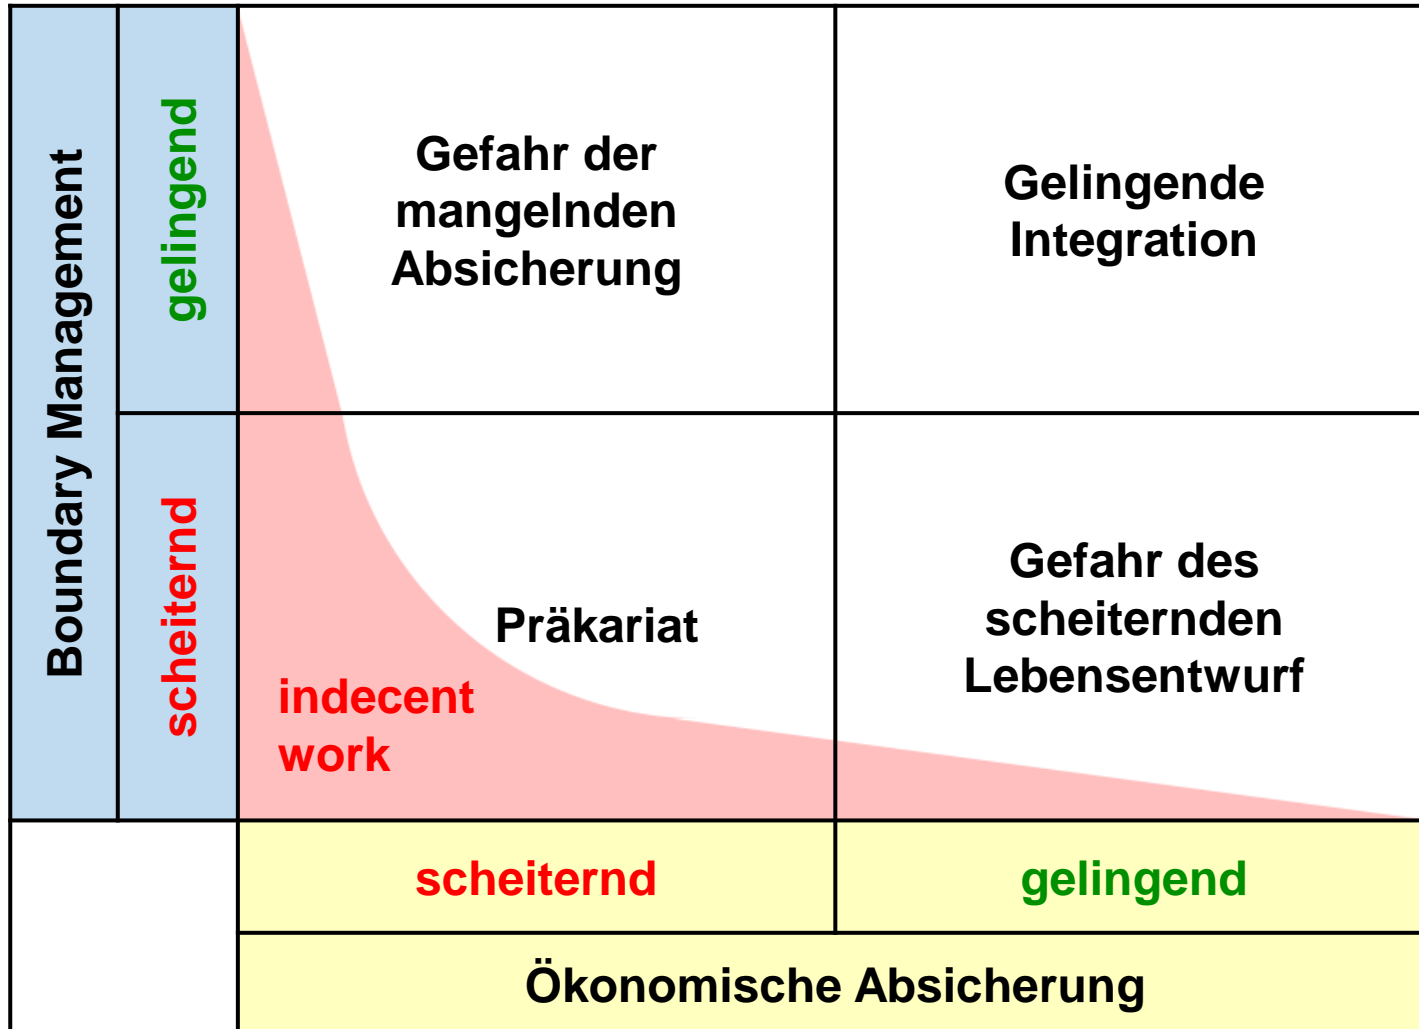 Boundary Management
gelingend
Gefahr der
mangelnden
Absicherung
Gelingende
Integration
scheiternd
Präkariat
indecent
work
Gefahr des
scheiternden
Lebensentwurf
scheiternd
gelingend
Ökonomische Absicherung